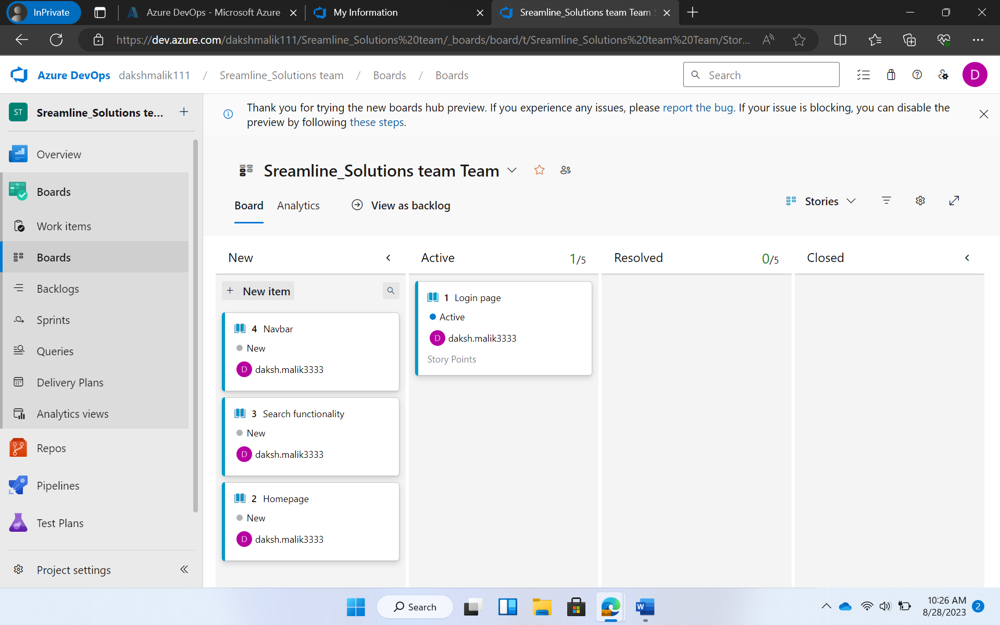 InPrivate
Azure DevOps - Microsoft Azure
My Information
Sreamline_Solutions team Team
https://dev.azure.com/dakshmalik111/Sreamline_Solutions%20team/_boards/board/t/Sreamline_Solutions%20team%20Team/Stor...
Azure DevOps dakshmalik111 / Sreamline_Solutions team / Boards / Boards
Search
D
ST Sreamline_Solutions te... +
Thank you for trying the new boards hub preview. If you experience any issues, please report the bug. If your issue is blocking, you can disable the
preview by following these steps.
Overview
Boards
Work items
Boards
Backlogs
Sprints
Queries
Delivery Plans
Analytics views
Repos
Pipelines
Test Plans
Project settings
Sreamline_Solutions team Team
Board Analytics View as backlog
Stories
New
+ New item
4 Navbar
New
D daksh.malik3333
3 Search functionality
New
D daksh.malik3333
2 Homepage
New
D daksh.malik3333
Active 1/5
1 Login page
Active
D daksh.malik3333
Story Points
Resolved 0/5
Closed
Search
W
10:26 AM
8/28/2023
2